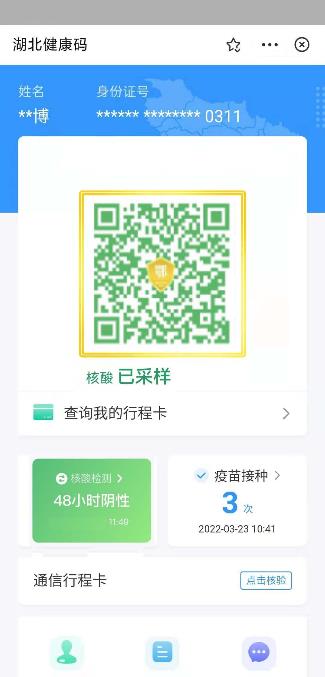 湖北健康码
姓名 身份证号
**博 ****** ******** 0311
核酸 已采样
查询我的行程卡
核酸检测
48小时阴性
11:49
疫苗接种
3 次
2022-03-23 10:41
通信行程卡
点击核验